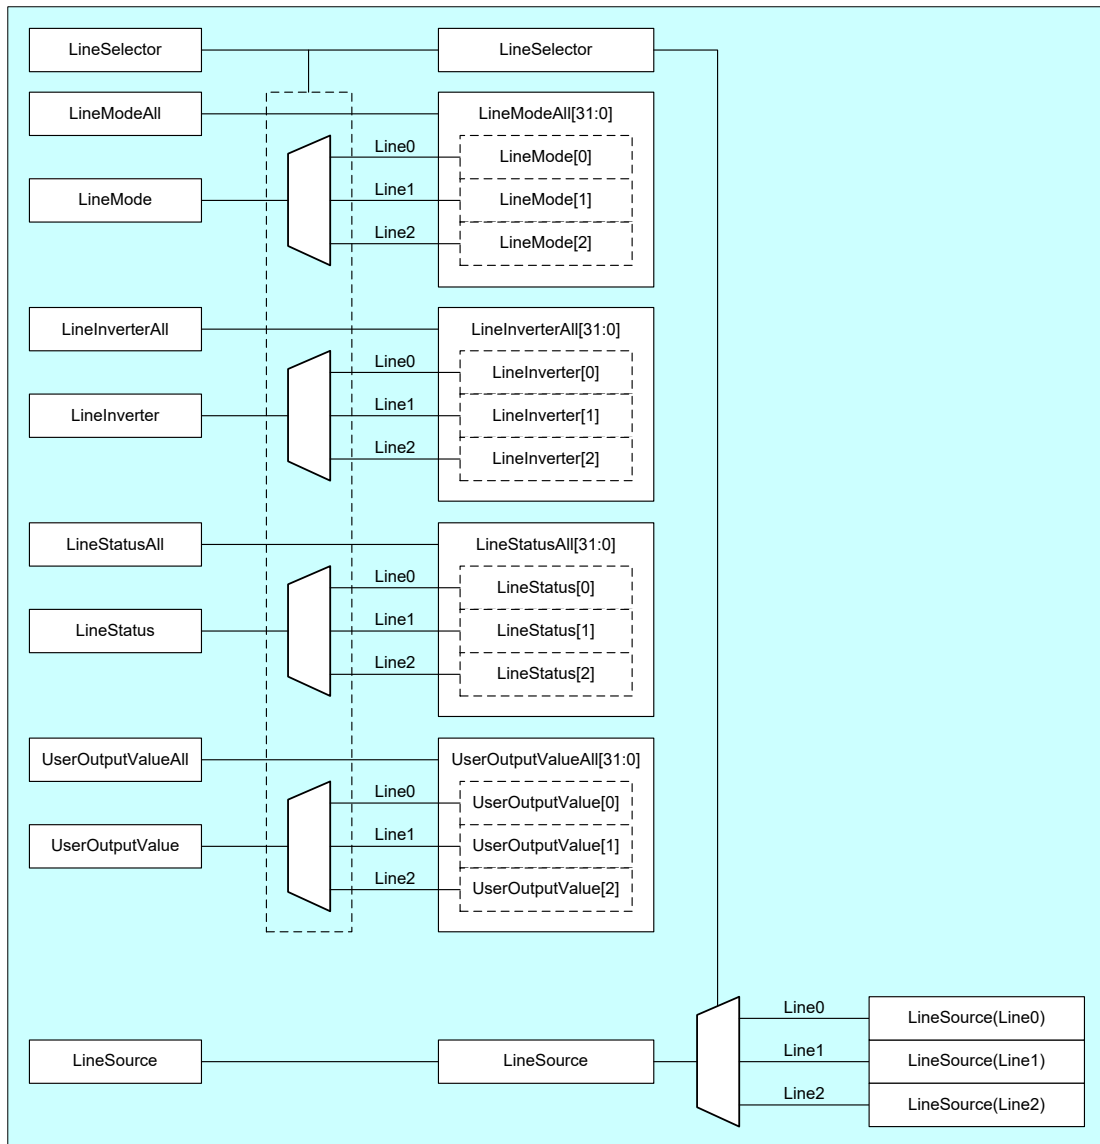 LineSelector
LineSelector
LineModeAll
LineModeAll[31:0]
Line0
LineMode[0]
LineMode
Line1
LineMode[1]
Line2
LineMode[2]
LineInverterAll
LineInverterAll[31:0]
Line0
LineInverter[0]
LineInverter
Line1
LineInverter[1]
Line2
LineInverter[2]
LineStatusAll
LineStatusAll[31:0]
Line0
LineStatus[0]
LineStatus
Line1
LineStatus[1]
Line2
LineStatus[2]
UserOutputValueAll
UserOutputValueAll[31:0]
Line0
UserOutputValue[0]
UserOutputValue
Line1
UserOutputValue[1]
Line2
UserOutputValue[2]
Line0
LineSource(Line0)
LineSource
LineSource
Line1
LineSource(Line1)
Line2
LineSource(Line2)